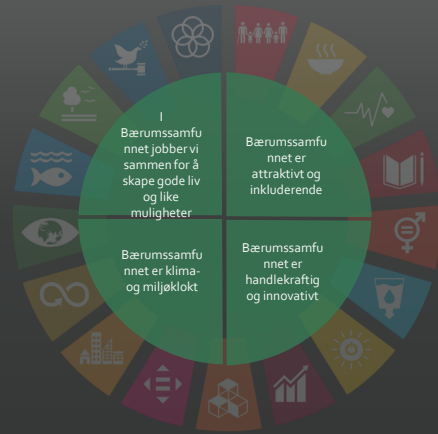 I
Bærumssamfu
nnet jobber vi
sammen for å
skape gode liv
og like
muligheter
Bærumssamfu
nnet er
attraktivt og
inkluderende
Bærumssamfu
nnet er klima-
og miljøklokt
Bærumssamfu
nnet er
handlekraftig
og innovativt